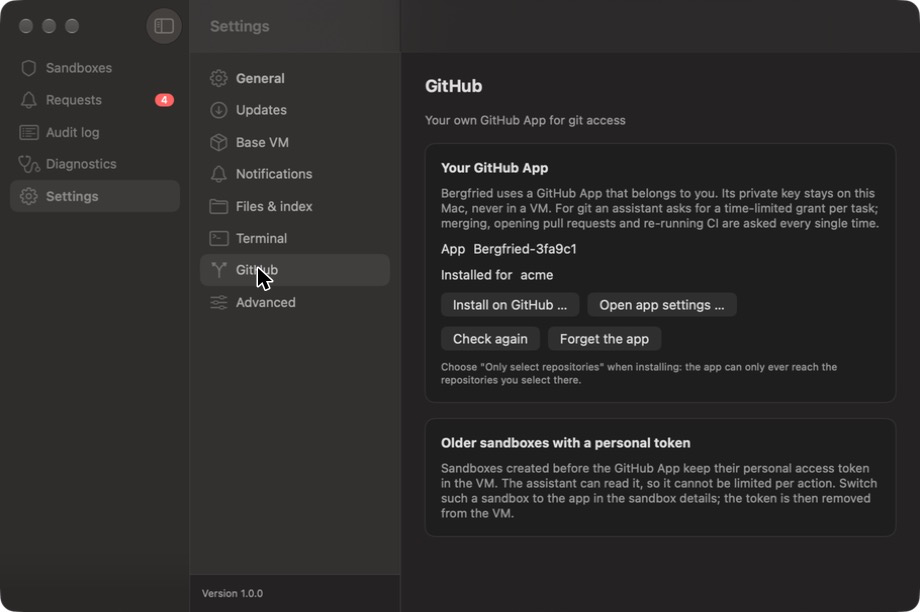 Settings
Sandboxes
Requests
4
Audit log
Diagnostics
Settings
General
Updates
Base VM
Notifications
Files & index
Terminal
GitHub
Advanced
Version 1.0.0
GitHub
Your own GitHub App for git access
Your GitHub App
Bergfried uses a GitHub App that belongs to you. Its private key stays on this
Mac, never in a VM. For git an assistant asks for a time-limited grant per task;
merging, opening pull requests and re-running CI are asked every single time.
App Bergfried-3fa9c1
Installed for acme
Install on GitHub ... Open app settings ...
Check again Forget the app
Choose "Only select repositories" when installing: the app can only ever reach the
repositories you select there.
Older sandboxes with a personal token
Sandboxes created before the GitHub App keep their personal access token
in the VM. The assistant can read it, so it cannot be limited per action. Switch
such a sandbox to the app in the sandbox details; the token is then removed
from the VM.